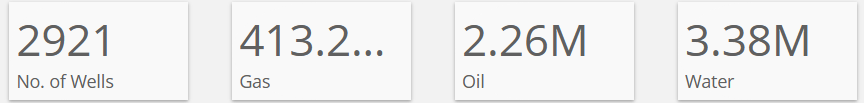 2921 413.2... 2.26M 3.38M
No. of Wells Gas Oil Water